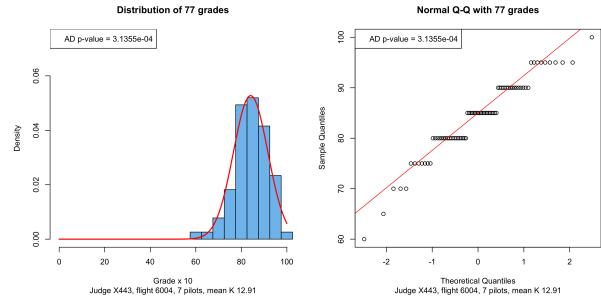 Distribution of 77 grades
AD p-value = 3.1355e-04
Density
0.00
0.02
0.04
0.06
0
20
40
60
80
100
Grade x 10
Judge X443, flight 6004, 7 pilots, mean K 12.91
Normal Q-Q with 77 grades
AD p-value = 3.1355e-04
Sample Quantiles
60
70
80
90
100
-2
-1
0
1
2
Theoretical Quantiles
Judge X443, flight 6004, 7 pilots, mean K 12.91